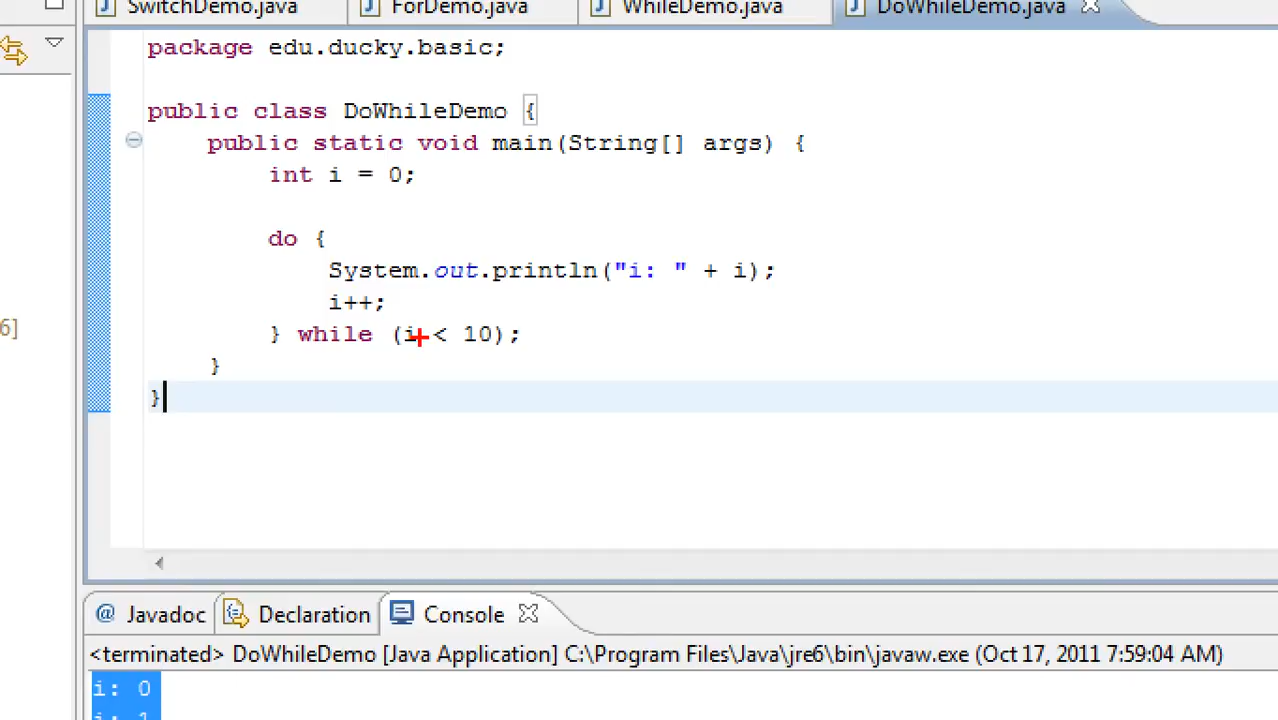 SwitchDemo.java ForDemo.java WhileDemo.java DoWhileDemo.java
package edu.ducky.basic;
public class DoWhileDemo {
public static void main(String[] args) {
int i = 0;
do {
System.out.println("i: " + i);
i++;
6]
} while (i < 10);
}
}
@ Javadoc Declaration Console
<terminated> DoWhileDemo [Java Application] C:\Program Files\Java\jre6\bin\javaw.exe (Oct 17, 2011 7:59:04 AM)
i: 0
i: 1